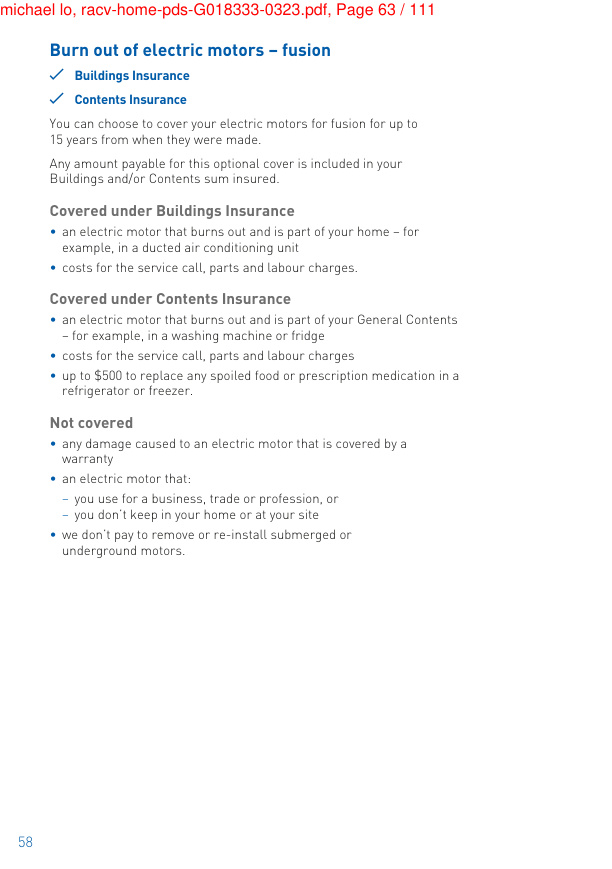 michael lo, racv-home-pds-G018333-0323.pdf, Page 63 / 111
Burn out of electric motors – fusion
✓ Buildings Insurance
✓ Contents Insurance
You can choose to cover your electric motors for fusion for up to
15 years from when they were made.
Any amount payable for this optional cover is included in your
Buildings and/or Contents sum insured.
Covered under Buildings Insurance
• an electric motor that burns out and is part of your home – for
example, in a ducted air conditioning unit
• costs for the service call, parts and labour charges.
Covered under Contents Insurance
• an electric motor that burns out and is part of your General Contents
– for example, in a washing machine or fridge
• costs for the service call, parts and labour charges
• up to $500 to replace any spoiled food or prescription medication in a
refrigerator or freezer.
Not covered
• any damage caused to an electric motor that is covered by a
warranty
• an electric motor that:
– you use for a business, trade or profession, or
– you don't keep in your home or at your site
• we don't pay to remove or re-install submerged or
underground motors.
58